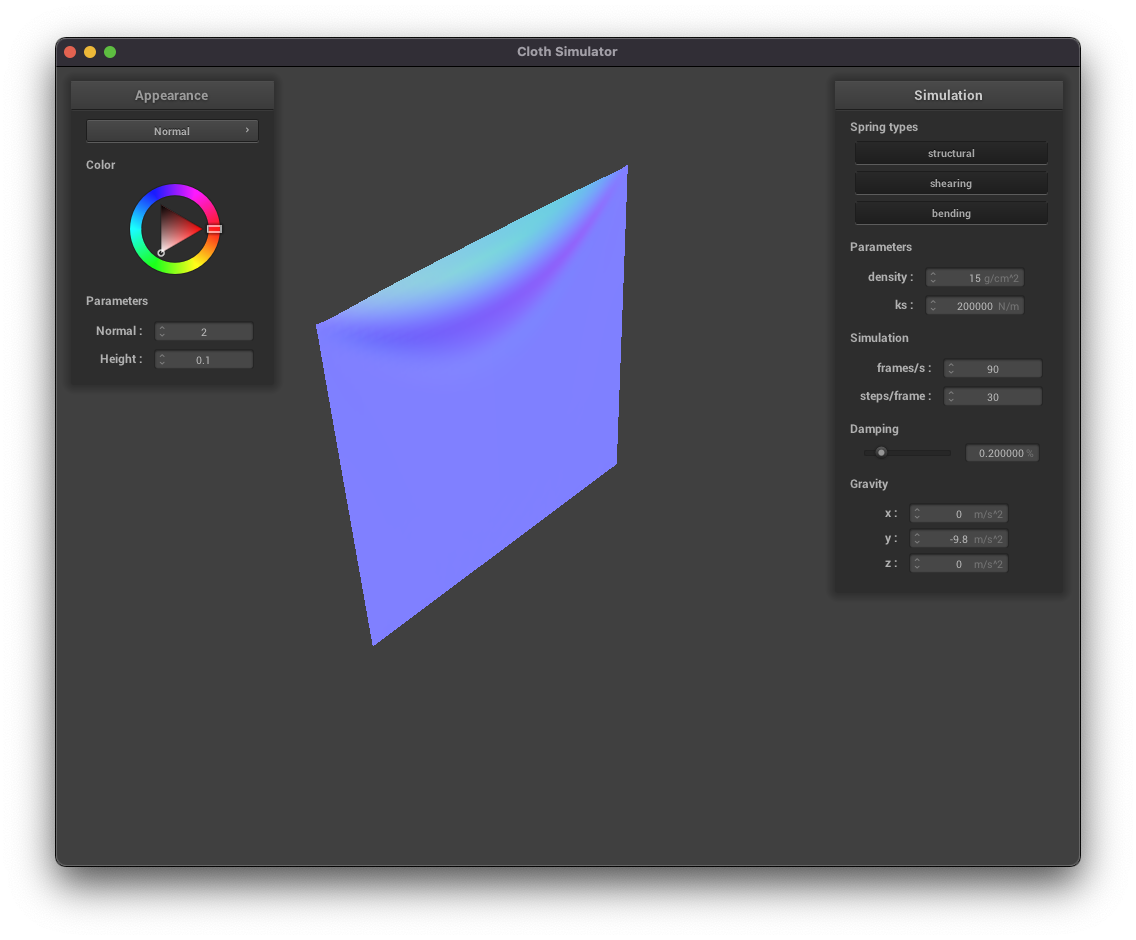 Cloth Simulator
Appearance
Normal ›
Color
Parameters
Normal : 2
Height : 0.1
Simulation
Spring types
structural
shearing
bending
Parameters
density : 15 g/cm^2
ks : 200000 N/m
Simulation
frames/s : 90
steps/frame : 30
Damping
0.200000 %
Gravity
x : 0 m/s^2
y : -9.8 m/s^2
z : 0 m/s^2